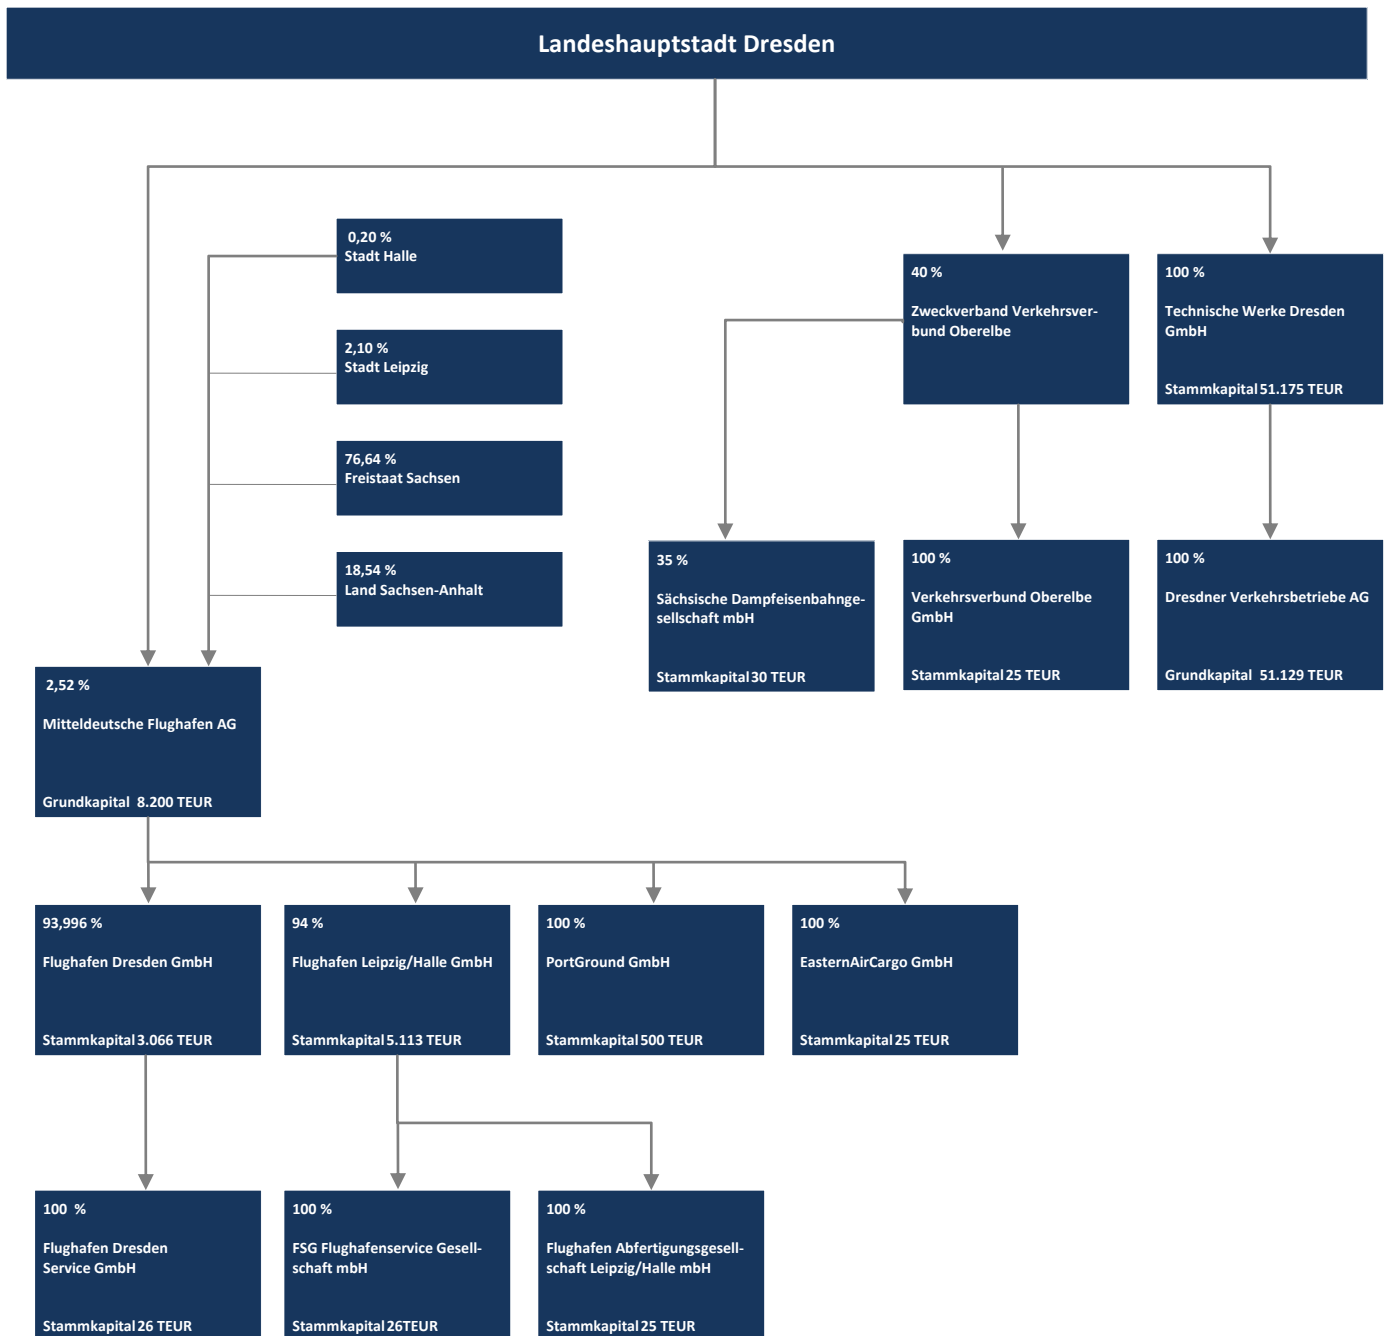 Landeshauptstadt Dresden
0,20 %
Stadt Halle
2,10 %
Stadt Leipzig
76,64 %
Freistaat Sachsen
18,54 %
Land Sachsen-Anhalt
40 %
Zweckverband Verkehrsver-
bund Oberelbe
100 %
Technische Werke Dresden
GmbH
Stammkapital 51.175 TEUR
35 %
Sächsische Dampfeisenbahnge-
sellschaft mbH
Stammkapital 30 TEUR
100 %
Verkehrsverbund Oberelbe
GmbH
Stammkapital 25 TEUR
100 %
Dresdner Verkehrsbetriebe AG
Grundkapital 51.129 TEUR
2,52 %
Mitteldeutsche Flughafen AG
Grundkapital 8.200 TEUR
93,996 %
Flughafen Dresden GmbH
Stammkapital 3.066 TEUR
94 %
Flughafen Leipzig/Halle GmbH
Stammkapital 5.113 TEUR
100 %
PortGround GmbH
Stammkapital 500 TEUR
100 %
EasternAirCargo GmbH
Stammkapital 25 TEUR
100 %
Flughafen Dresden
Service GmbH
Stammkapital 26 TEUR
100 %
FSG Flughafenservice Gesell-
schaft mbH
Stammkapital 26TEUR
100 %
Flughafen Abfertigungsgesell-
schaft Leipzig/Halle mbH
Stammkapital 25 TEUR